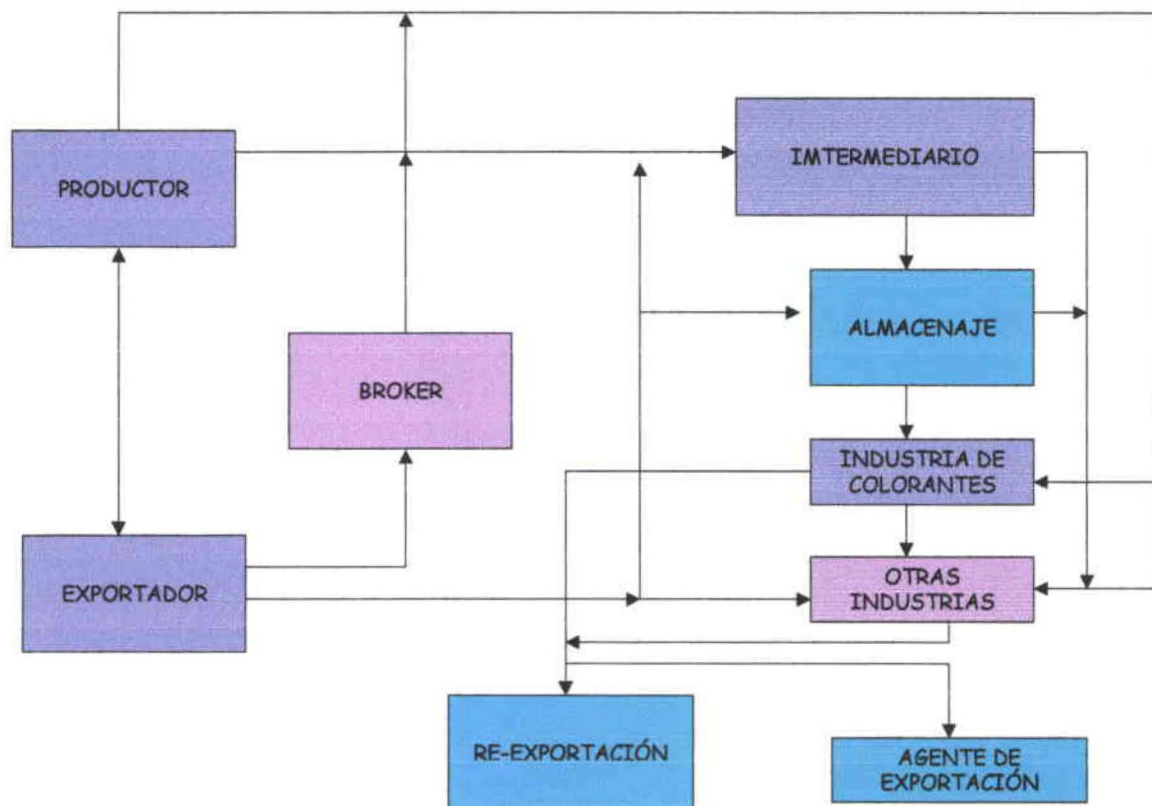 PRODUCTOR
IMTERMEDIARIO
ALMACENAJE
BROKER
INDUSTRIA DE
COLORANTES
EXPORTADOR
OTRAS
INDUSTRIAS
RE-EXPORTACIÓN
AGENTE DE
EXPORTACIÓN